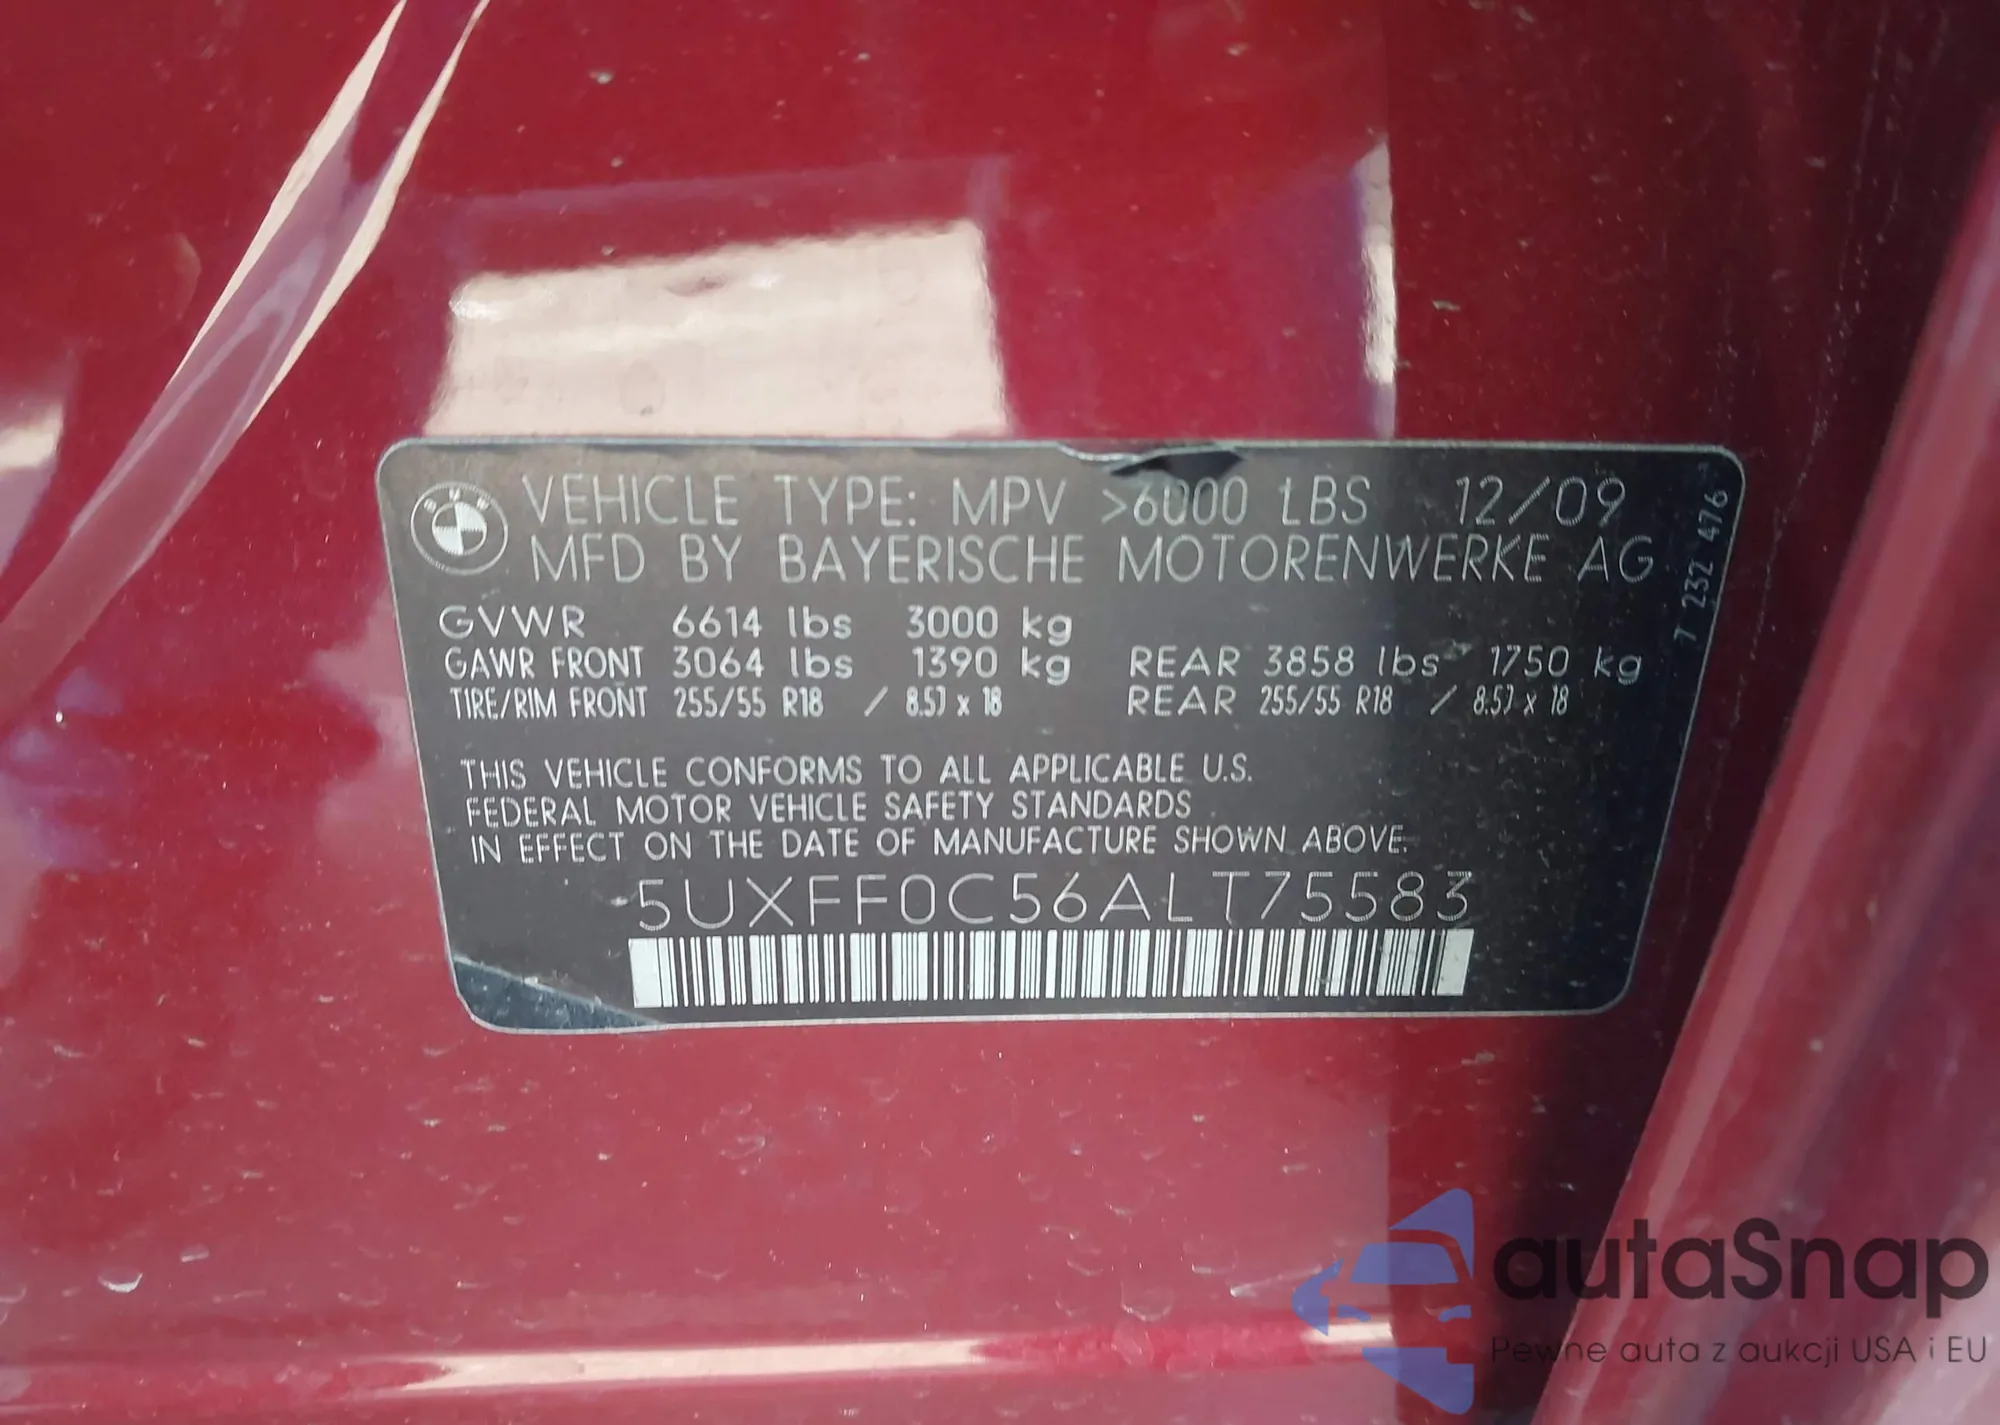 BMW
VEHICLE TYPE: MPV >6000 LBS 12/09
MFD BY BAYERISCHE MOTORENWERKE AG
GVWR 6614 lbs 3000 kg
GAWR FRONT 3064 lbs 1390 kg REAR 3858 lbs 1750 kg
TIRE/RIM FRONT 255/55 R18 / 8.5J x 18 REAR 255/55 R18 / 8.5J x 18
THIS VEHICLE CONFORMS TO ALL APPLICABLE U.S.
FEDERAL MOTOR VEHICLE SAFETY STANDARDS
IN EFFECT ON THE DATE OF MANUFACTURE SHOWN ABOVE.
5UXFF0C56ALT75583
7 232 476
autaSnap
Pewne auta z aukcji USA i EU